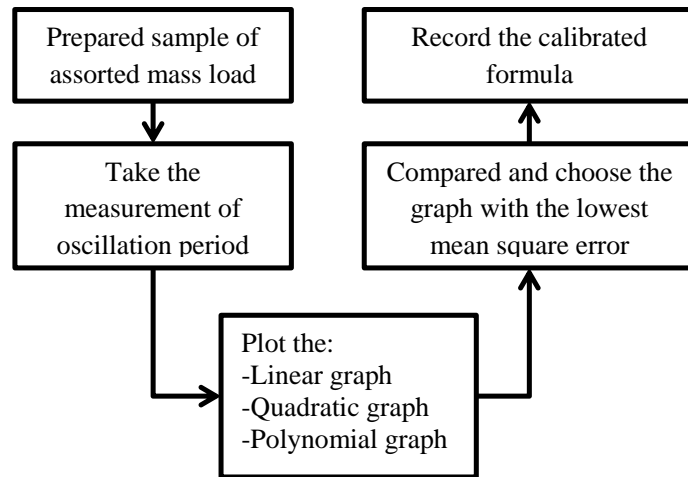 Prepared sample of
assorted mass load
Take the
measurement of
oscillation period
Plot the:
-Linear graph
-Quadratic graph
-Polynomial graph
Compared and choose the
graph with the lowest
mean square error
Record the calibrated
formula